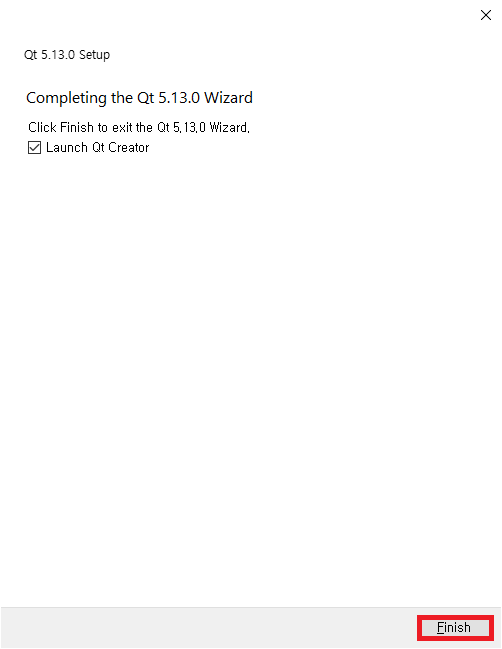 Qt 5.13.0 Setup
Completing the Qt 5.13.0 Wizard
Click Finish to exit the Qt 5.13.0 Wizard.
Launch Qt Creator
Finish